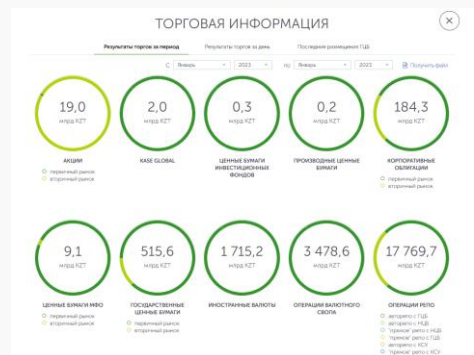 ТОРГОВАЯ ИНФОРМАЦИЯ
Результаты торгов за период Результаты торгов за день Последние размещения ГЦБ
С Январь 2023 по Январь 2023 Получить файл
19,0 2,0 0,3 0,2 184,3
млрд KZT млрд KZT млрд KZT млрд KZT млрд KZT
АКЦИИ KASE GLOBAL ЦЕННЫЕ БУМАГИ ПРОИЗВОДНЫЕ ЦЕННЫЕ КОРПОРАТИВНЫЕ
ИНВЕСТИЦИОННЫХ БУМАГИ ОБЛИГАЦИИ
ФОНДОВ
первичный рынок первичный рынок
вторичный рынок вторичный рынок
9,1 515,6 1 715,2 3 478,6 17 769,7
млрд KZT млрд KZT млрд KZT млрд KZT млрд KZT
ЦЕННЫЕ БУМАГИ МФО ГОСУДАРСТВЕННЫЕ ИНОСТРАННЫЕ ВАЛЮТЫ ОПЕРАЦИИ ВАЛЮТНОГО ОПЕРАЦИИ РЕПО
ЦЕННЫЕ БУМАГИ СВОПА
первичный рынок первичный рынок авторепо с ГЦБ
вторичный рынок вторичный рынок авторепо с НЦБ
"прямое" репо с НЦБ
"прямое" репо с ГЦБ
авторепо с КСУ
"прямое" репо с КСУ